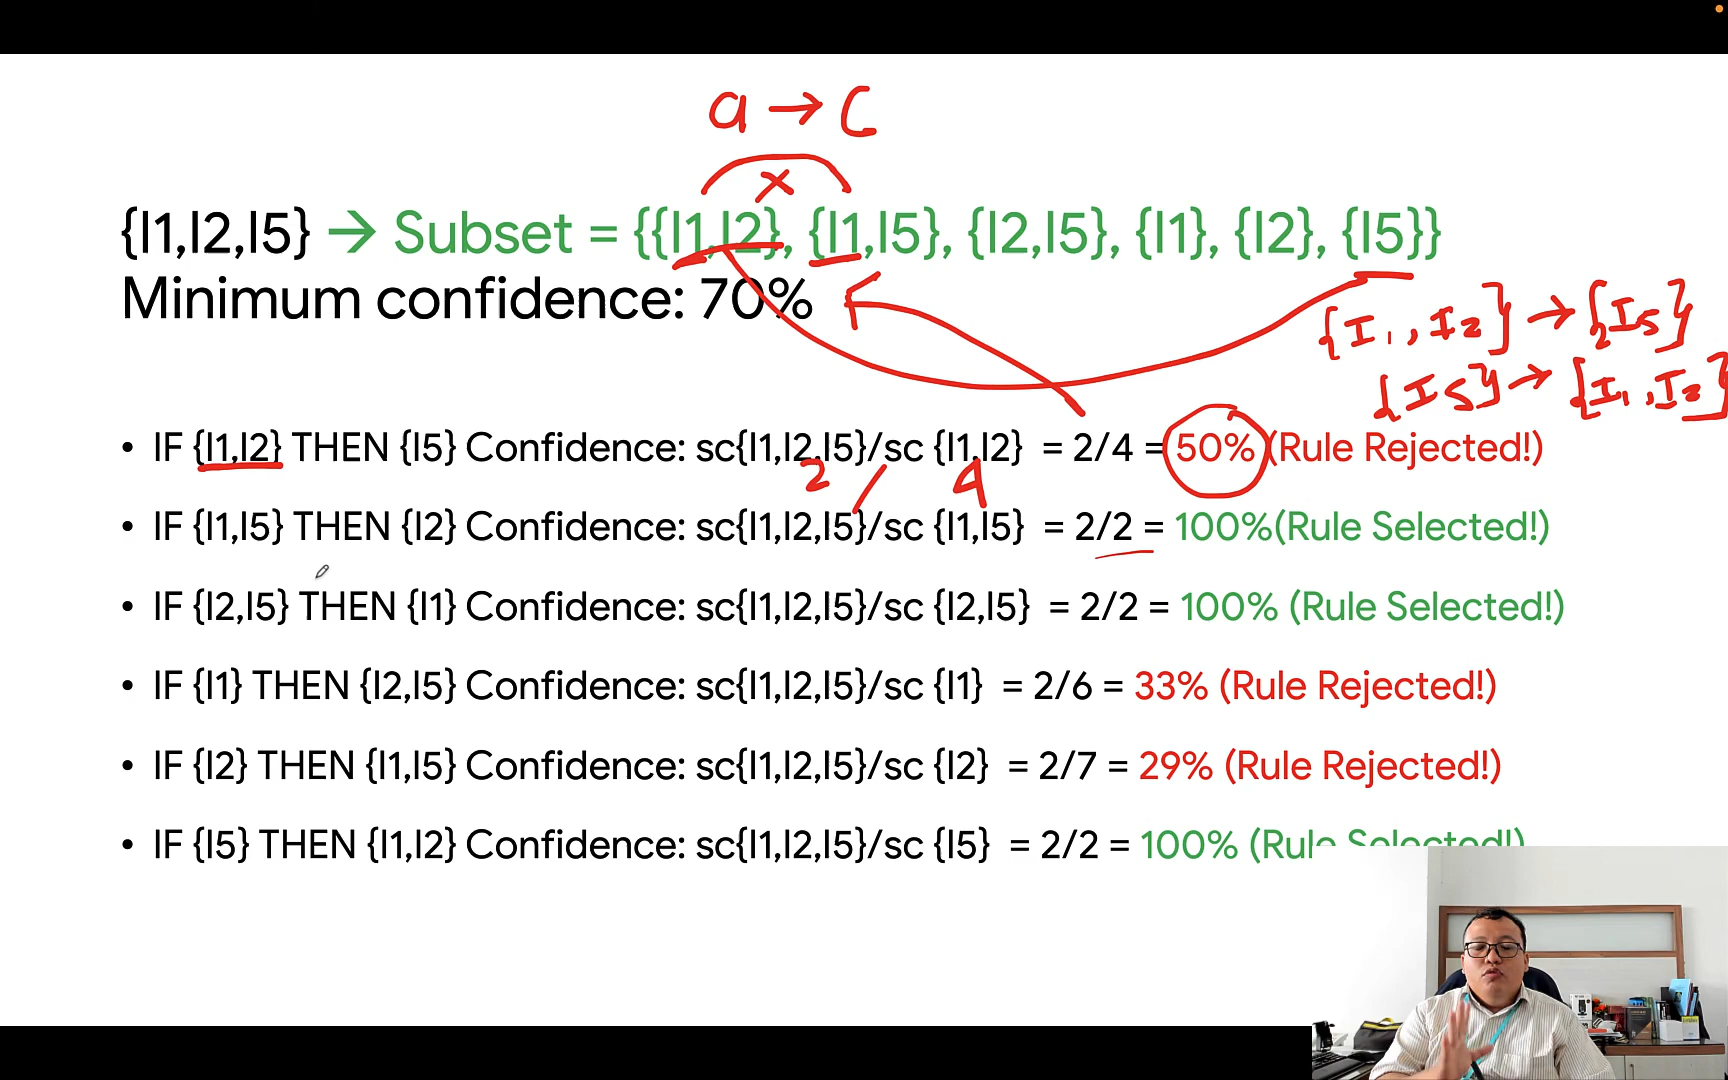 a → C
x
{I1,I2,I5} → Subset = {{I1,I2}, {I1,I5}, {I2,I5}, {I1}, {I2}, {I5}}
Minimum confidence: 70%
{I1, I2} → {I5}
{I5} → {I1, I2}
• IF {I1,I2} THEN {I5} Confidence: sc{I1,I2,I5}/sc {I1,I2} = 2/4 = 50% (Rule Rejected!)
2 / 4
• IF {I1,I5} THEN {I2} Confidence: sc{I1,I2,I5}/sc {I1,I5} = 2/2 = 100%(Rule Selected!)
• IF {I2,I5} THEN {I1} Confidence: sc{I1,I2,I5}/sc {I2,I5} = 2/2 = 100% (Rule Selected!)
• IF {I1} THEN {I2,I5} Confidence: sc{I1,I2,I5}/sc {I1} = 2/6 = 33% (Rule Rejected!)
• IF {I2} THEN {I1,I5} Confidence: sc{I1,I2,I5}/sc {I2} = 2/7 = 29% (Rule Rejected!)
• IF {I5} THEN {I1,I2} Confidence: sc{I1,I2,I5}/sc {I5} = 2/2 = 100% (Rule Selected!)